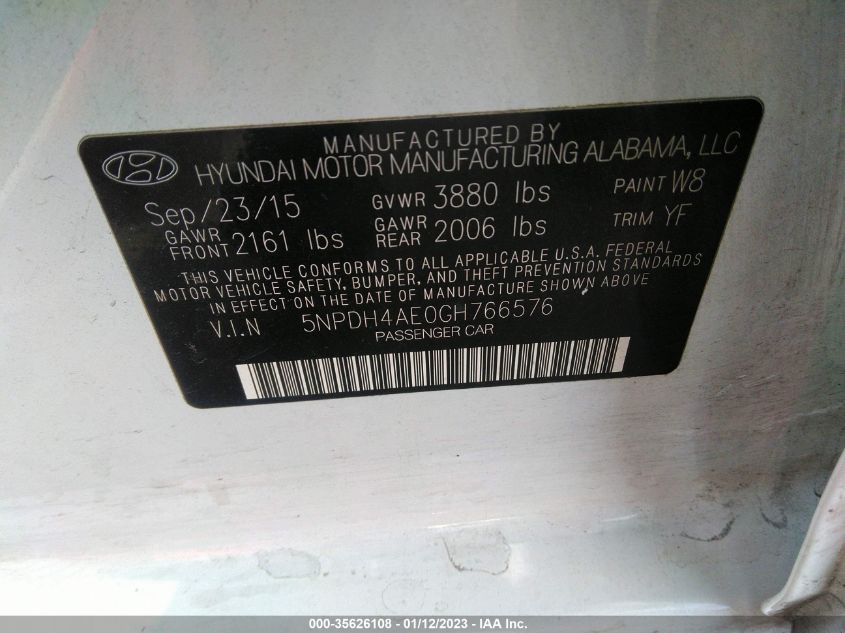 MANUFACTURED BY
HYUNDAI MOTOR MANUFACTURING ALABAMA, LLC
Sep/23/15 GVWR 3880 lbs PAINT W8
GAWR FRONT 2161 lbs GAWR REAR 2006 lbs TRIM YF
THIS VEHICLE CONFORMS TO ALL APPLICABLE U.S.A. FEDERAL
MOTOR VEHICLE SAFETY, BUMPER, AND THEFT PREVENTION STANDARDS
IN EFFECT ON THE DATE OF MANUFACTURE SHOWN ABOVE
V.I.N 5NPDH4AE0GH766576
PASSENGER CAR
000-35626108 - 01/12/2023 - IAA Inc.